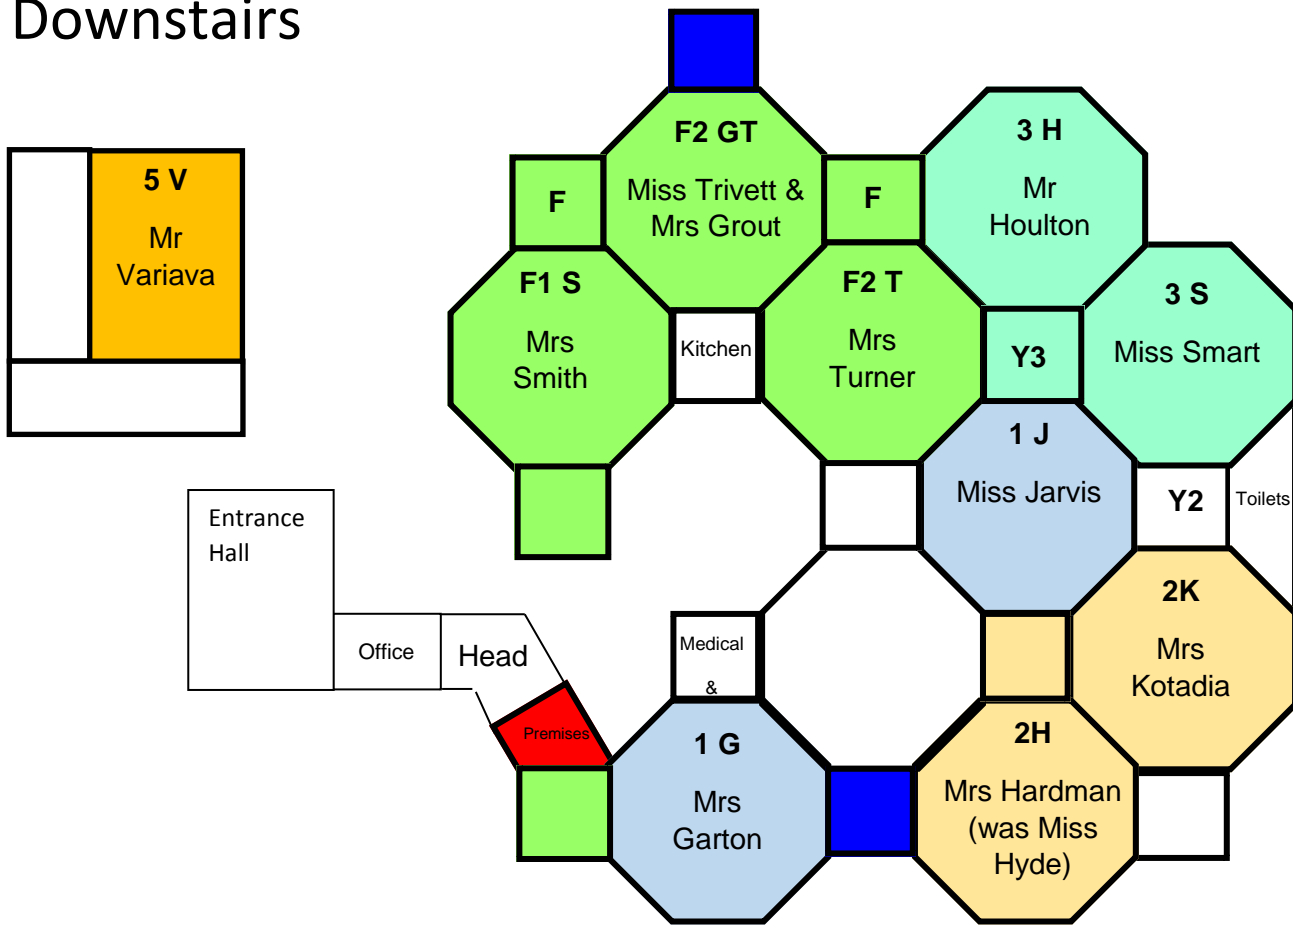 Downstairs
5 V
Mr
Variava
F2 GT
Miss Trivett &
Mrs Grout
F
F
3 H
Mr
Houlton
F1 S
Mrs
Smith
Kitchen
F2 T
Mrs
Turner
Y3
3 S
Miss Smart
1 J
Miss Jarvis
Y2
Toilets
Entrance
Hall
Office
Head
Premises
Medical
&
2K
Mrs
Kotadia
1 G
Mrs
Garton
2H
Mrs Hardman
(was Miss
Hyde)